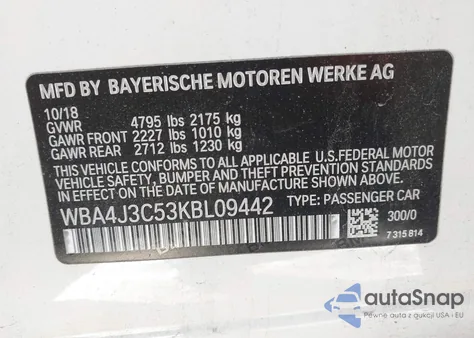 MFD BY BAYERISCHE MOTOREN WERKE AG
10/18
GVWR 4795 lbs 2175 kg
GAWR FRONT 2227 lbs 1010 kg
GAWR REAR 2712 lbs 1230 kg
THIS VEHICLE CONFORMS TO ALL APPLICABLE U.S.FEDERAL MOTOR
VEHICLE SAFETY, BUMPER, AND THEFT PREVENTION STANDARDS
IN EFFECT ON THE DATE OF MANUFACTURE SHOWN ABOVE.
WBA4J3C53KBL09442 TYPE: PASSENGER CAR
300/0
7 315 814
autoSnap
Pewne auta z aukcji USA i EU